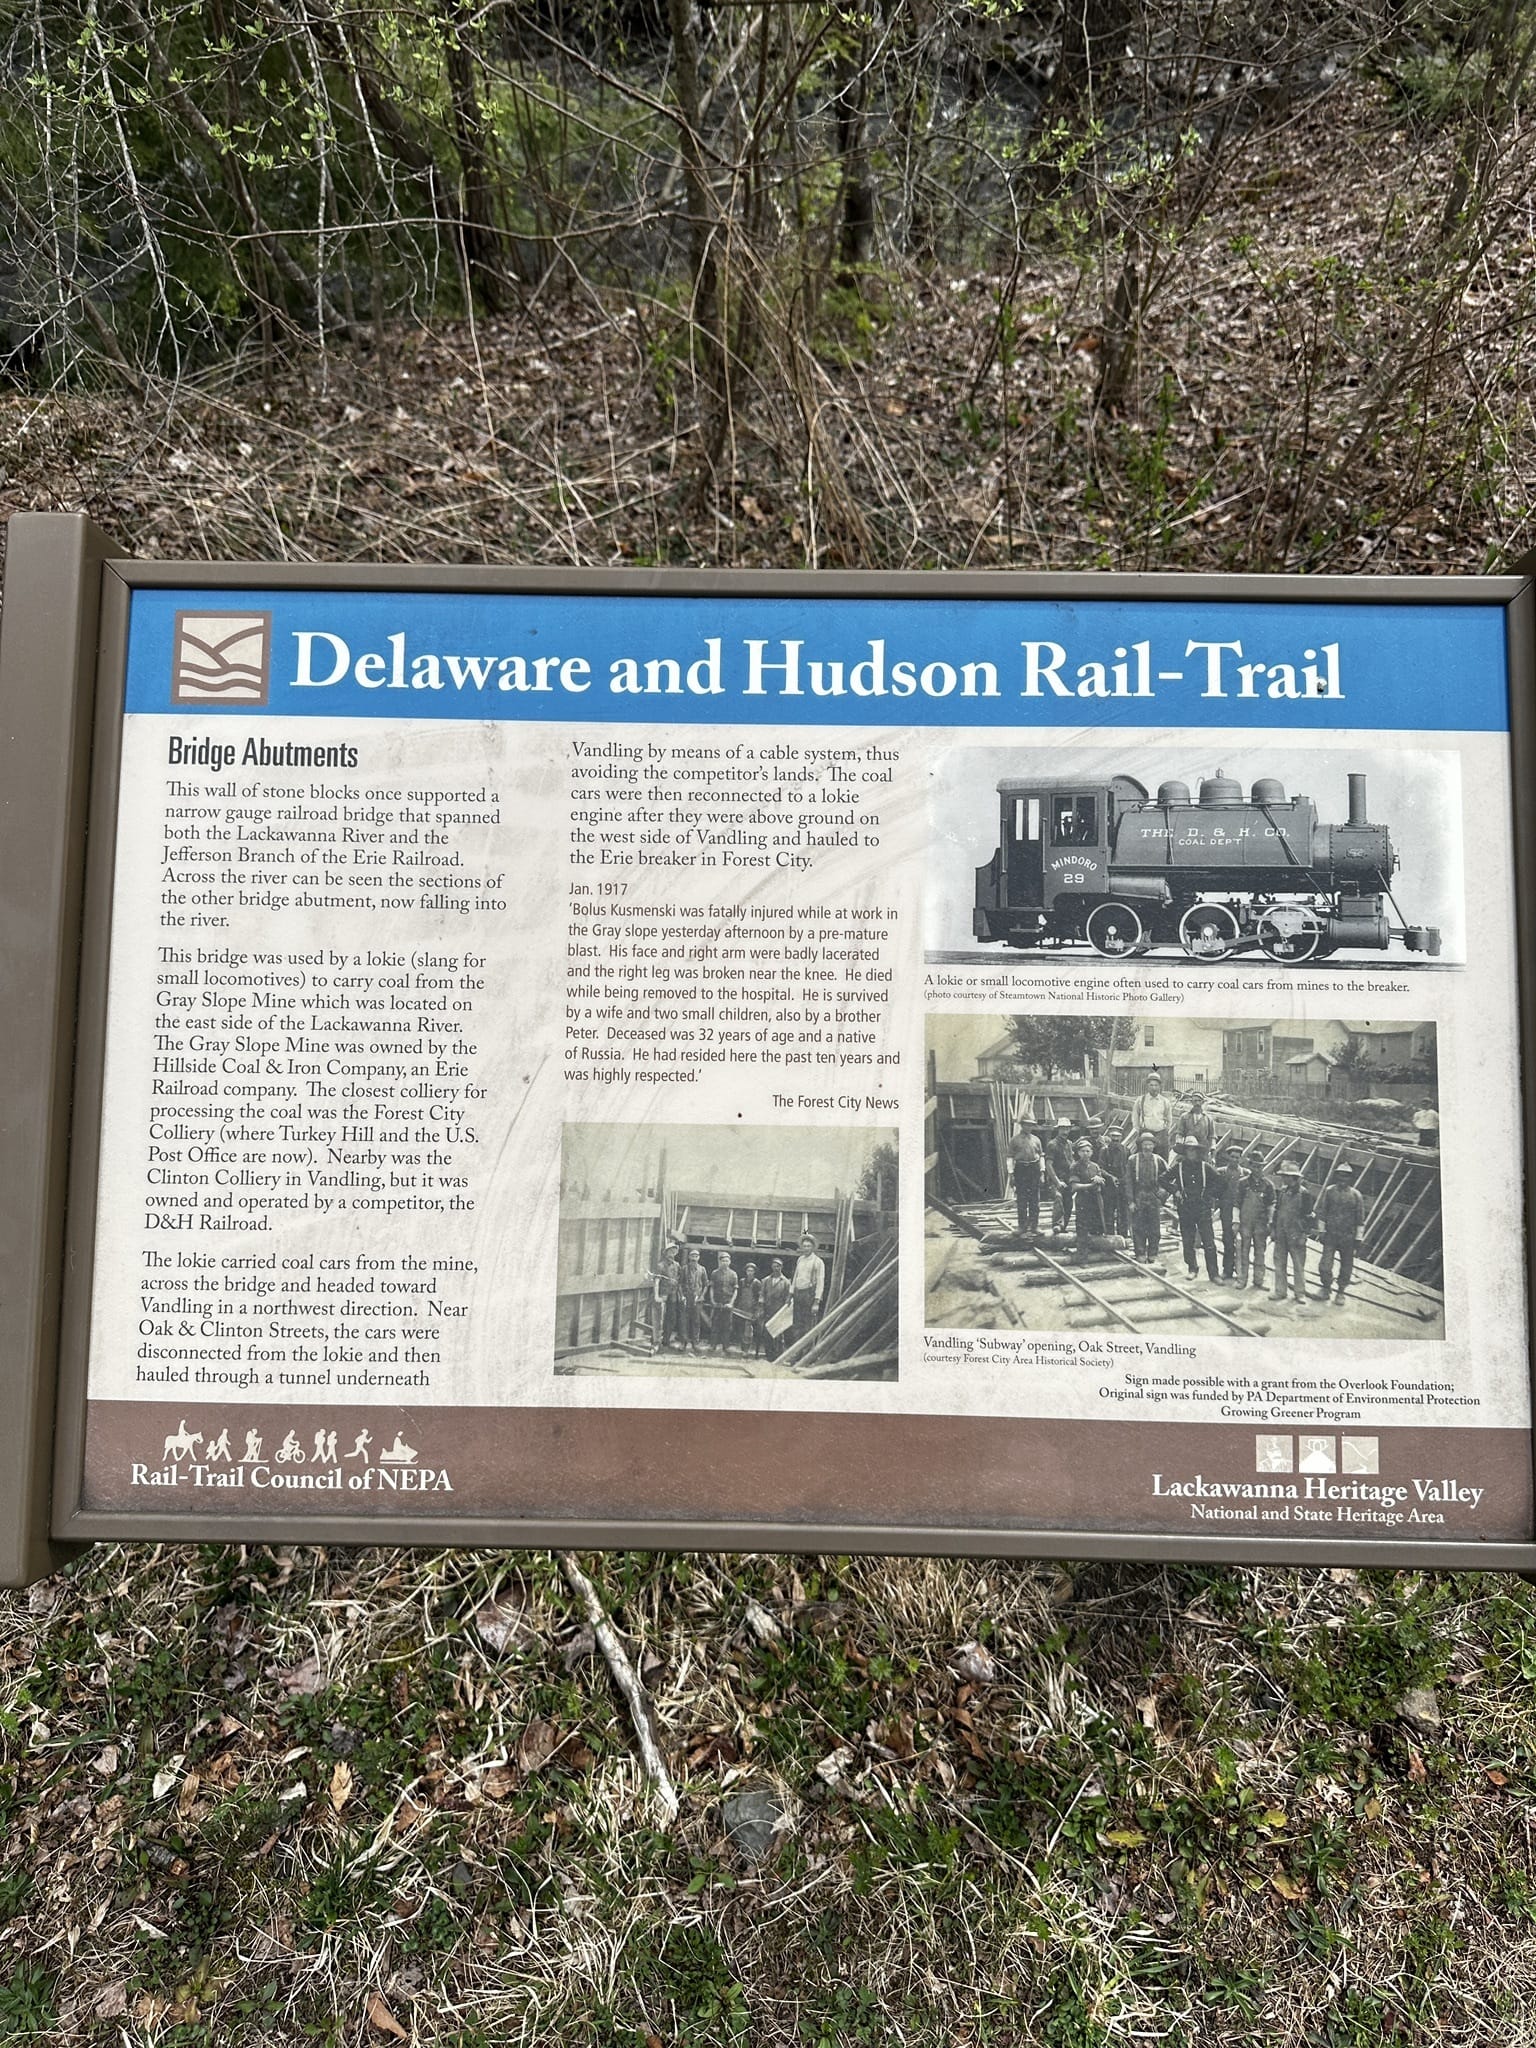 Delaware and Hudson Rail-Trail
Bridge Abutments
This wall of stone blocks once supported a
narrow gauge railroad bridge that spanned
both the Lackawanna River and the
Jefferson Branch of the Erie Railroad.
Across the river can be seen the sections of
the other bridge abutment, now falling into
the river.
This bridge was used by a lokie (slang for
small locomotives) to carry coal from the
Gray Slope Mine which was located on
the east side of the Lackawanna River.
The Gray Slope Mine was owned by the
Hillside Coal & Iron Company, an Erie
Railroad company. The closest colliery for
processing the coal was the Forest City
Colliery (where Turkey Hill and the U.S.
Post Office are now). Nearby was the
Clinton Colliery in Vandling, but it was
owned and operated by a competitor, the
D&H Railroad.
The lokie carried coal cars from the mine,
across the bridge and headed toward
Vandling in a northwest direction. Near
Oak & Clinton Streets, the cars were
disconnected from the lokie and then
hauled through a tunnel underneath
Vandling by means of a cable system, thus
avoiding the competitor's lands. The coal
cars were then reconnected to a lokie
engine after they were above ground on
the west side of Vandling and hauled to
the Erie breaker in Forest City.
Jan. 1917
'Bolus Kusmenski was fatally injured while at work in
the Gray slope yesterday afternoon by a pre-mature
blast. His face and right arm were badly lacerated
and the right leg was broken near the knee. He died
while being removed to the hospital. He is survived
by a wife and two small children, also by a brother
Peter. Deceased was 32 years of age and a native
of Russia. He had resided here the past ten years and
was highly respected.'
The Forest City News
THE D. & H. CO.
COAL DEP'T
MINDORO
29
A lokie or small locomotive engine often used to carry coal cars from mines to the breaker.
(photo courtesy of Steamtown National Historic Photo Gallery)
Vandling 'Subway' opening, Oak Street, Vandling
(courtesy Forest City Area Historical Society)
Sign made possible with a grant from the Overlook Foundation;
Original sign was funded by PA Department of Environmental Protection
Growing Greener Program
Rail-Trail Council of NEPA
Lackawanna Heritage Valley
National and State Heritage Area